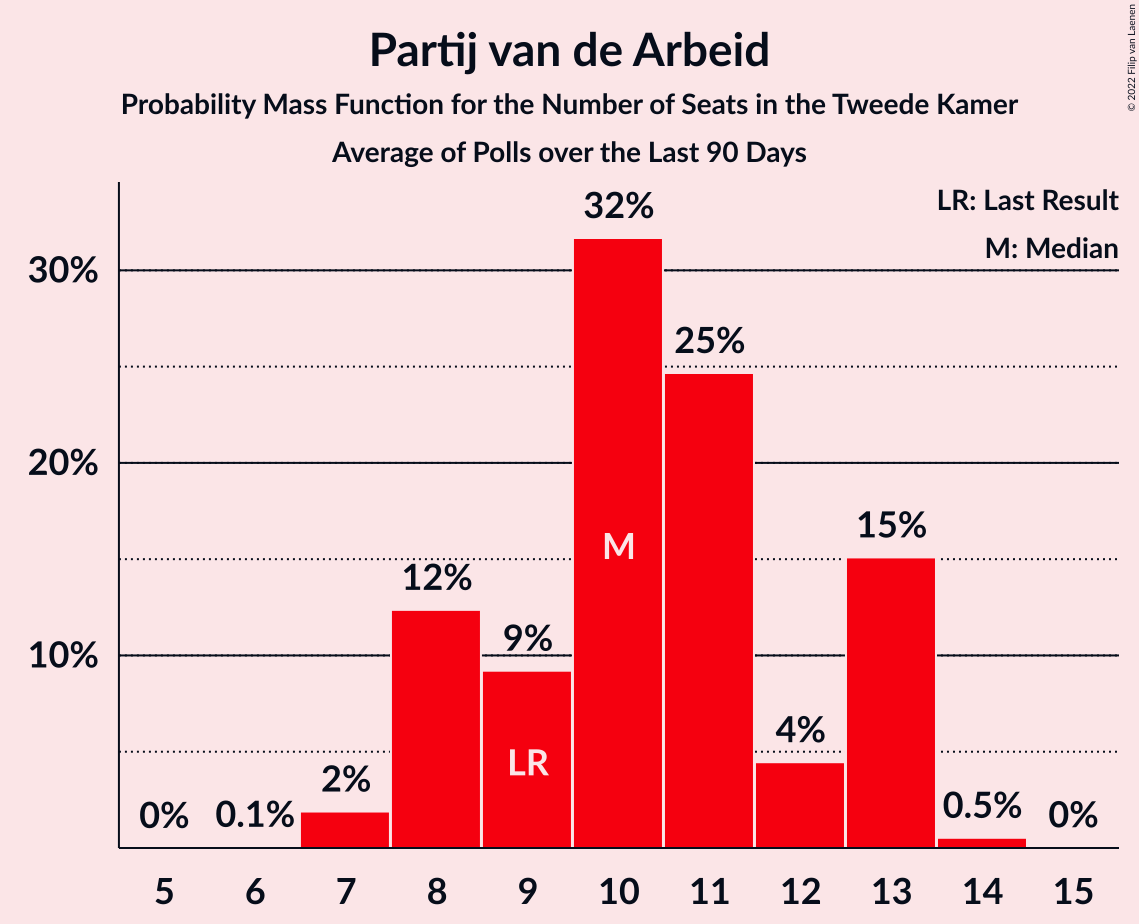 © 2022 Filip van Laenen
Partij van de Arbeid
Probability Mass Function for the Number of Seats in the Tweede Kamer
Average of Polls over the Last 90 Days
LR: Last Result
M: Median
30%
20%
10%
0%
0.1%
2%
12%
9%
32%
25%
4%
15%
0.5%
0%
M
LR
5 6 7 8 9 10 11 12 13 14 15